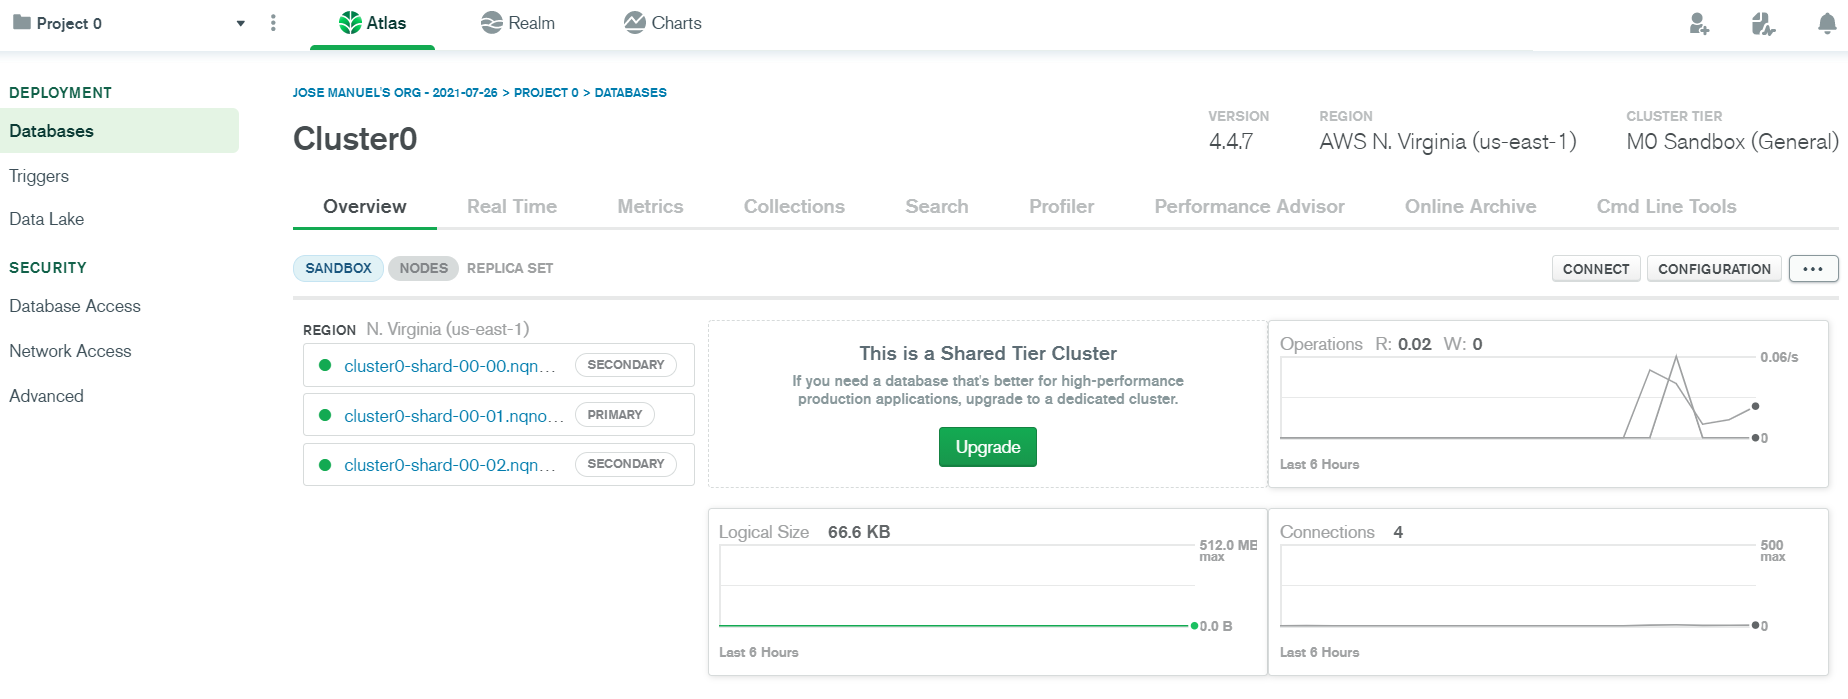 Project 0
Atlas
Realm
Charts
DEPLOYMENT
Databases
Triggers
Data Lake
SECURITY
Database Access
Network Access
Advanced
JOSE MANUEL'S ORG - 2021-07-26 > PROJECT 0 > DATABASES
Cluster0
VERSION
4.4.7
REGION
AWS N. Virginia (us-east-1)
CLUSTER TIER
M0 Sandbox (General)
Overview
Real Time
Metrics
Collections
Search
Profiler
Performance Advisor
Online Archive
Cmd Line Tools
SANDBOX
NODES
REPLICA SET
CONNECT
CONFIGURATION
...
REGION N. Virginia (us-east-1)
cluster0-shard-00-00.nqn... SECONDARY
cluster0-shard-00-01.nqno... PRIMARY
cluster0-shard-00-02.nqn... SECONDARY
This is a Shared Tier Cluster
If you need a database that's better for high-performance
production applications, upgrade to a dedicated cluster.
Upgrade
Operations R: 0.02 W: 0
0.06/s
0
Last 6 Hours
Logical Size 66.6 KB
512.0 MB
max
0.0 B
Last 6 Hours
Connections 4
500
max
0
Last 6 Hours